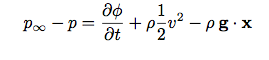 p∞ − p = ∂ϕ/∂t + ρ 1/2 v² − ρ g · x